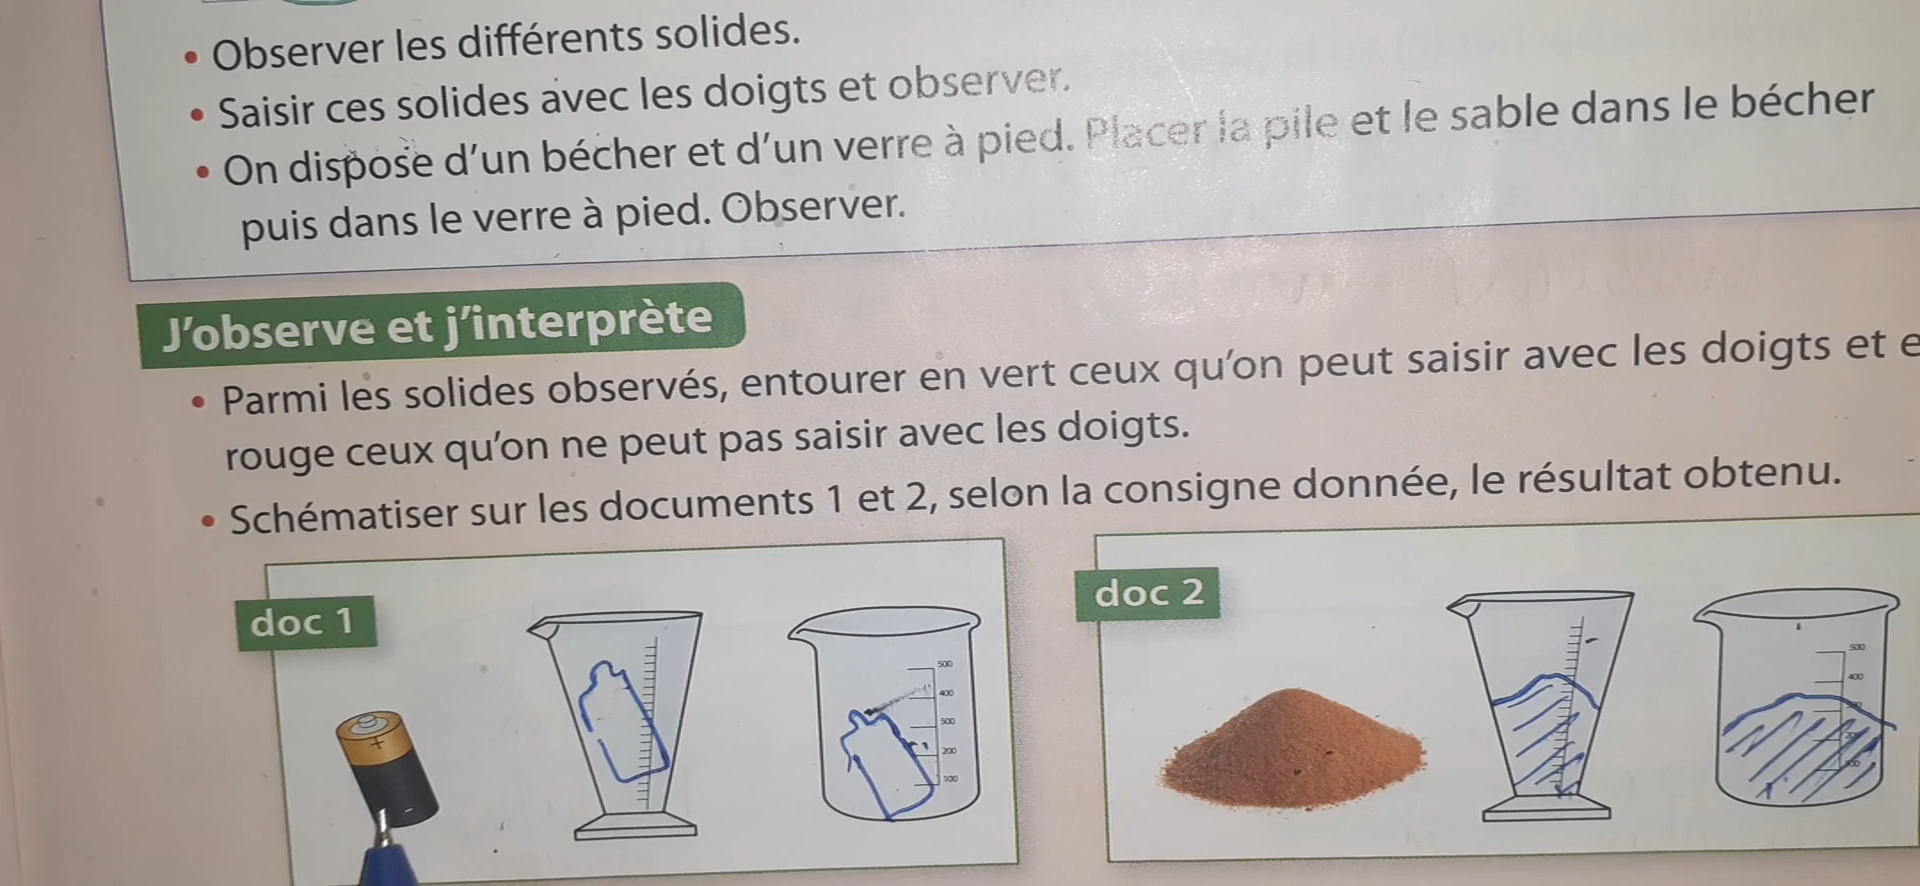 • Observer les différents solides.
• Saisir ces solides avec les doigts et observer.
• On dispose d'un bécher et d'un verre à pied. Placer la pile et le sable dans le bécher
puis dans le verre à pied. Observer.
J'observe et j'interprète
• Parmi les solides observés, entourer en vert ceux qu'on peut saisir avec les doigts et e
rouge ceux qu'on ne peut pas saisir avec les doigts.
• Schématiser sur les documents 1 et 2, selon la consigne donnée, le résultat obtenu.
doc 1
+
500
400
500
200
100
doc 2
500
400